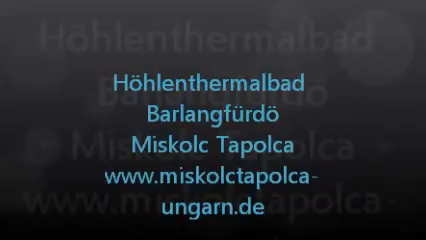 Höhlenthermalbad
Barlangfürdö
Miskolc Tapolca
www.miskolctapolca-
ungarn.de